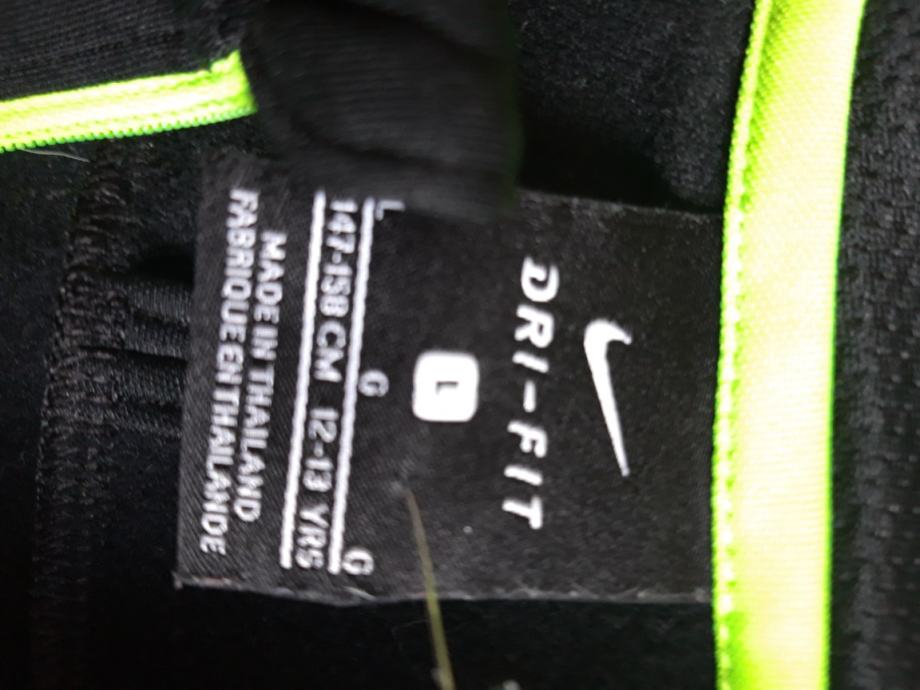 DRI-FIT
L
L G G
147-158 CM 12-13 YRS
MADE IN THAILAND
FABRIQUE EN THAILANDE